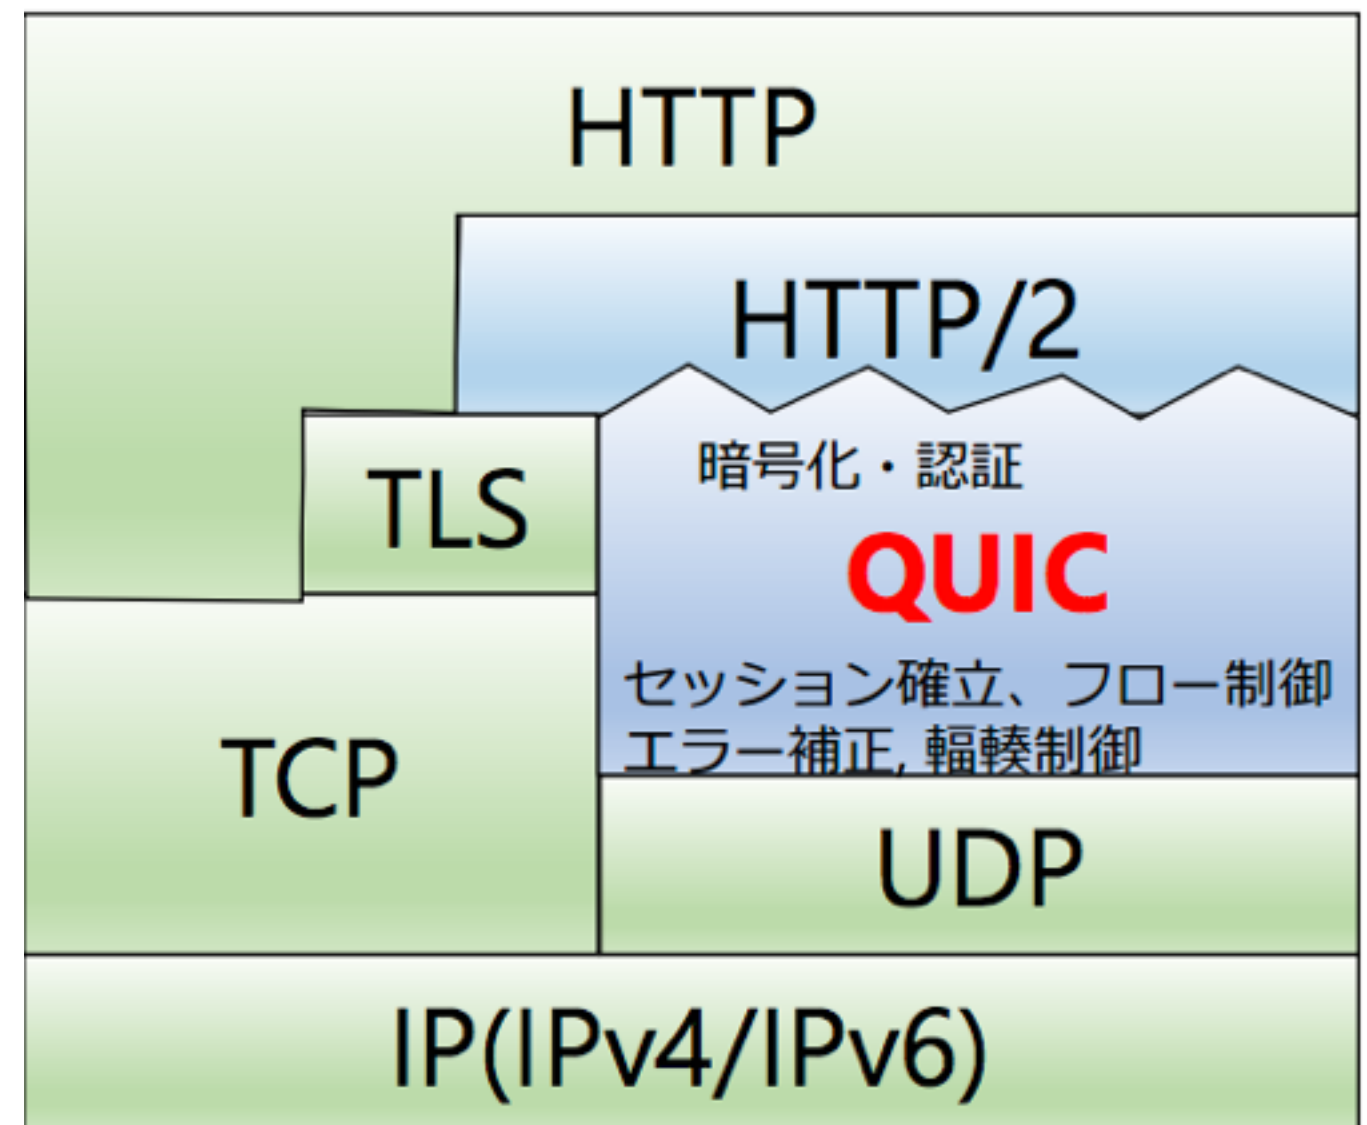 HTTP
HTTP/2
TLS
暗号化・認証
QUIC
セッション確立、フロー制御
エラー補正, 輻輳制御
TCP
UDP
IP(IPv4/IPv6)